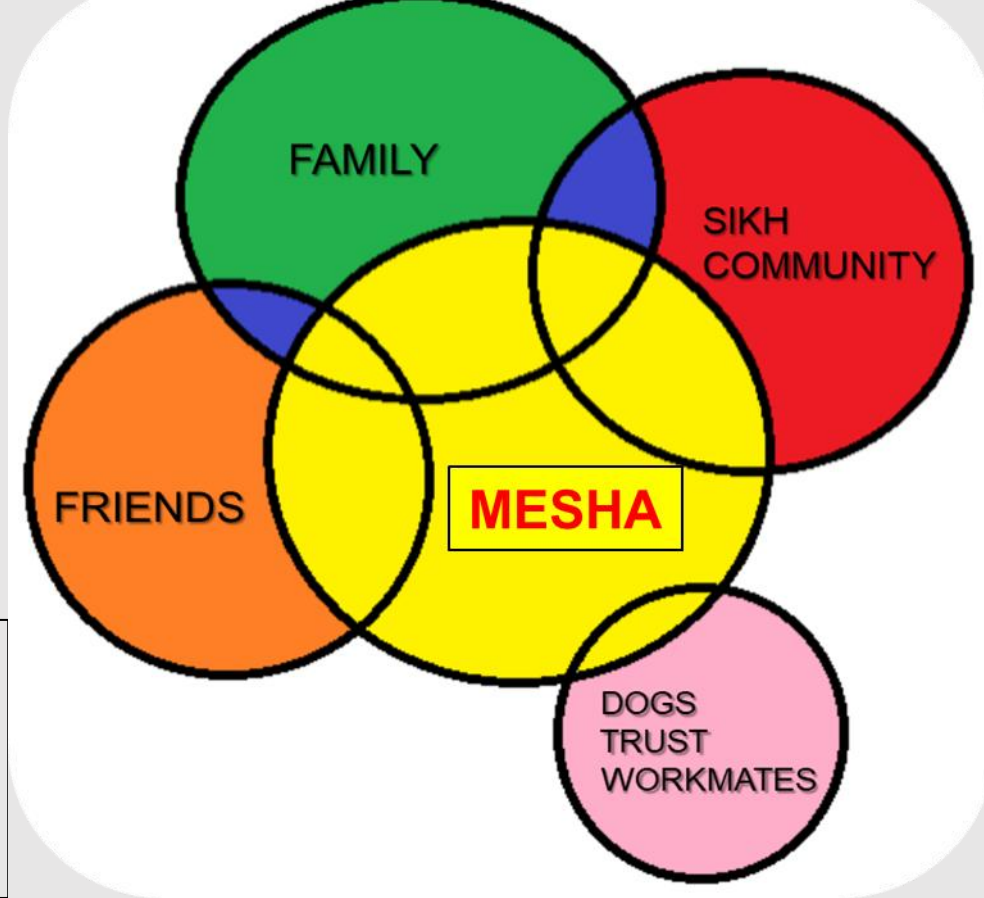 FAMILY
SIKH
COMMUNITY
FRIENDS
MESHA
DOGS
TRUST
WORKMATES